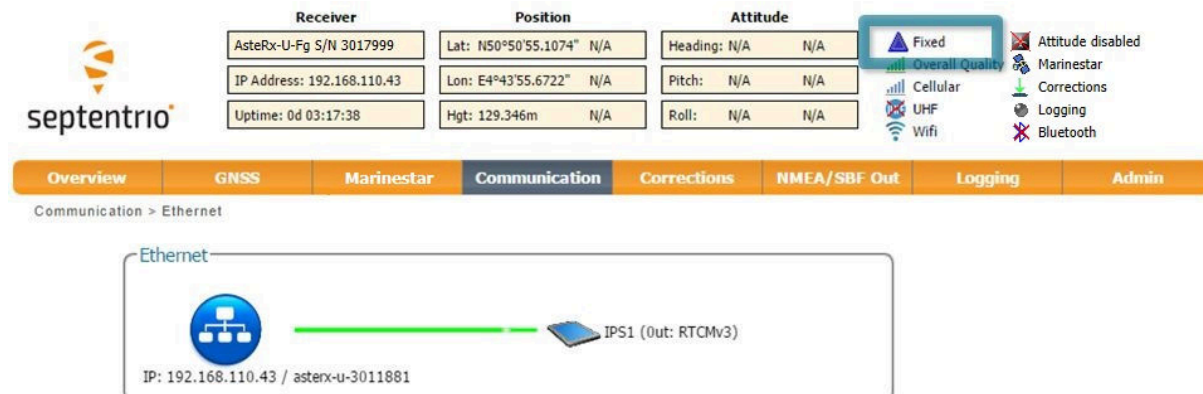 Receiver
Position
Attitude
septentrio
AsteRx-U-Fg S/N 3017999
IP Address: 192.168.110.43
Uptime: 0d 03:17:38
Lat: N50°50'55.1074" N/A
Lon: E4°43'55.6722" N/A
Hgt: 129.346m N/A
Heading: N/A N/A
Pitch: N/A N/A
Roll: N/A N/A
Fixed
Overall Quality
Cellular
UHF
Wifi
Attitude disabled
Marinestar
Corrections
Logging
Bluetooth
Overview GNSS Marinestar Communication Corrections NMEA/SBF Out Logging Admin
Communication > Ethernet
Ethernet
IPS1 (Out: RTCMv3)
IP: 192.168.110.43 / asterx-u-3011881